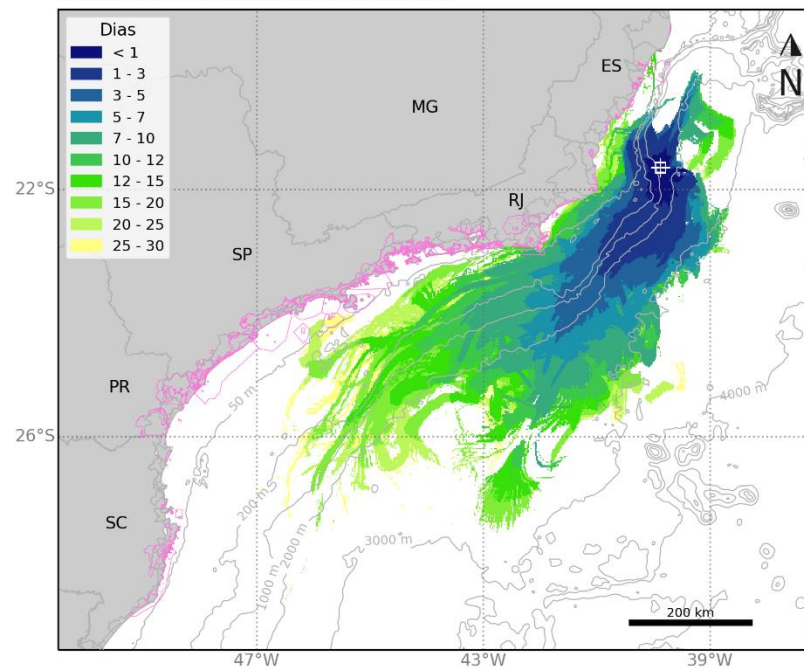 Dias
< 1
1 - 3
3 - 5
5 - 7
7 - 10
10 - 12
12 - 15
15 - 20
20 - 25
25 - 30
ES
N
MG
RJ
22°S
SP
PR
50 m
4000 m
26°S
200 m
SC
1000 m
2000 m
3000 m
200 km
47°W
43°W
39°W